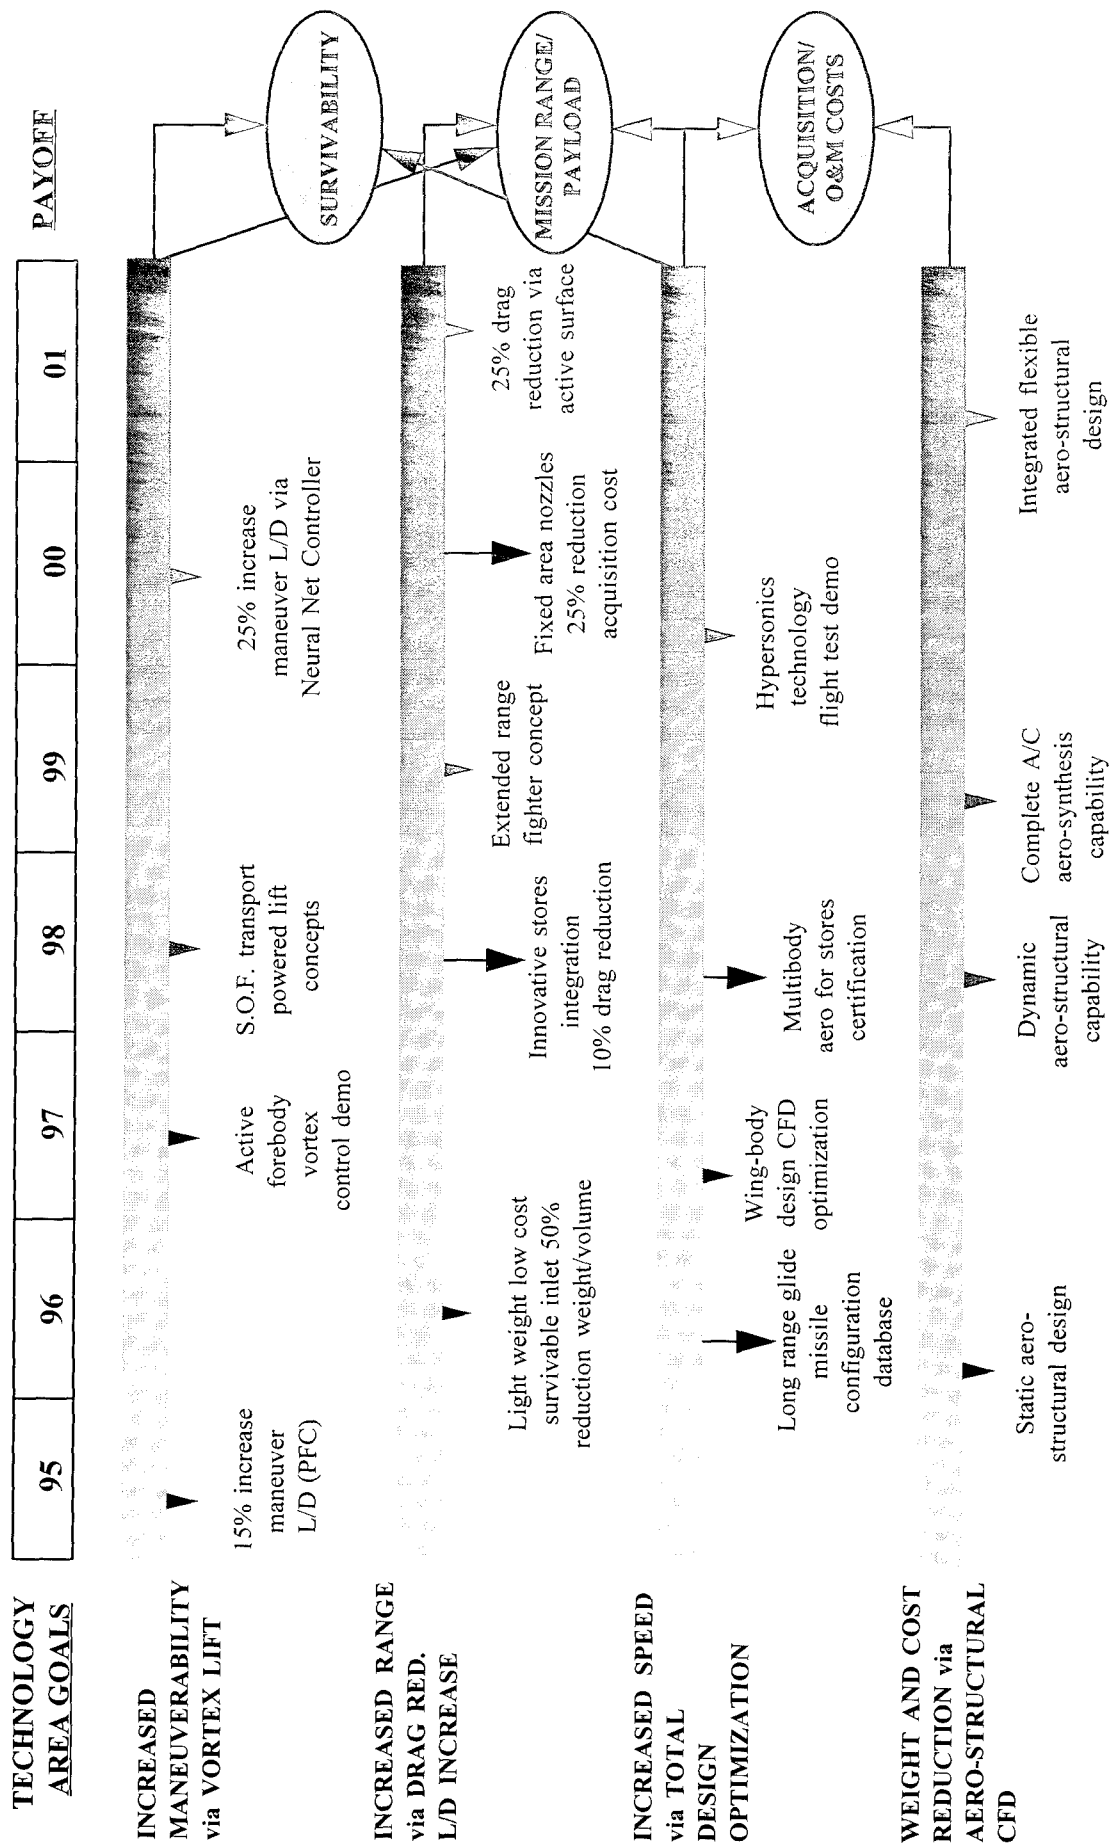 TECHNOLOGY
AREA GOALS
95
96
97
98
99
00
01
PAYOFF
INCREASED
MANEUVERABILITY
via VORTEX LIFT
15% increase
maneuver
L/D (PFC)
Active
forebody
vortex
control demo
S.O.F. transport
powered lift
concepts
25% increase
maneuver L/D via
Neural Net Controller
SURVIVABILITY
INCREASED RANGE
via DRAG RED.
L/D INCREASE
Light weight low cost
survivable inlet 50%
reduction weight/volume
Innovative stores
integration
10% drag reduction
Extended range
fighter concept
Fixed area nozzles
25% reduction
acquisition cost
25% drag
reduction via
active surface
MISSION RANGE/
PAYLOAD
INCREASED SPEED
via TOTAL
DESIGN
OPTIMIZATION
Long range glide
missile
configuration
database
Wing-body
design CFD
optimization
Multibody
aero for stores
certification
Hypersonics
technology
flight test demo
ACQUISITION/
O&M COSTS
WEIGHT AND COST
REDUCTION via
AERO-STRUCTURAL
CFD
Static aero-
structural design
Dynamic
aero-structural
capability
Complete A/C
aero-synthesis
capability
Integrated flexible
aero-structural
design